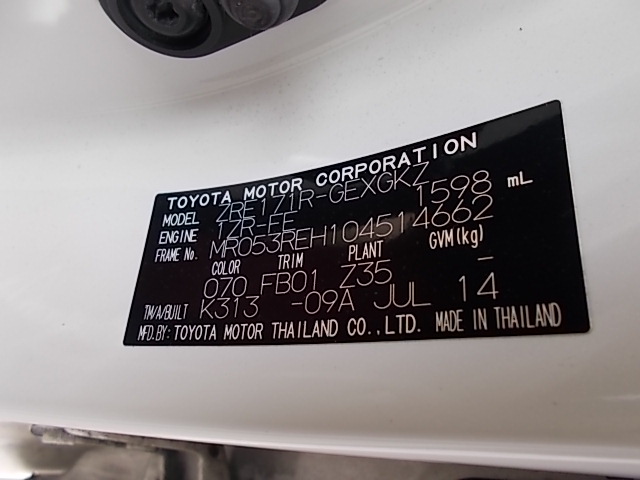 TOYOTA MOTOR CORPORATION
MODEL ZRE171R-GEXGKZ
ENGINE 1ZR-FE 1598 mL
FRAME No. MR053REH104514662
COLOR TRIM PLANT GVM(kg)
070 FB01 Z35 -
TM/A/BUILT K313 -09A JUL 14
MFD.BY:TOYOTA MOTOR THAILAND CO.,LTD. MADE IN THAILAND